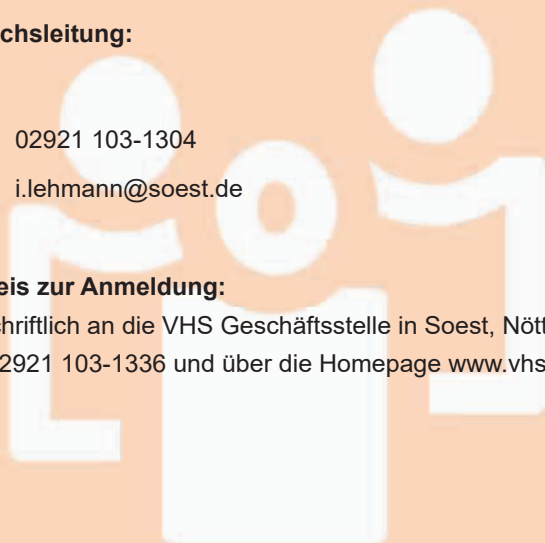 chsleitung:
02921 103-1304
i.lehmann@soest.de
eis zur Anmeldung:
chriftlich an die VHS Geschäftsstelle in Soest, Nött
2921 103-1336 und über die Homepage www.vhs